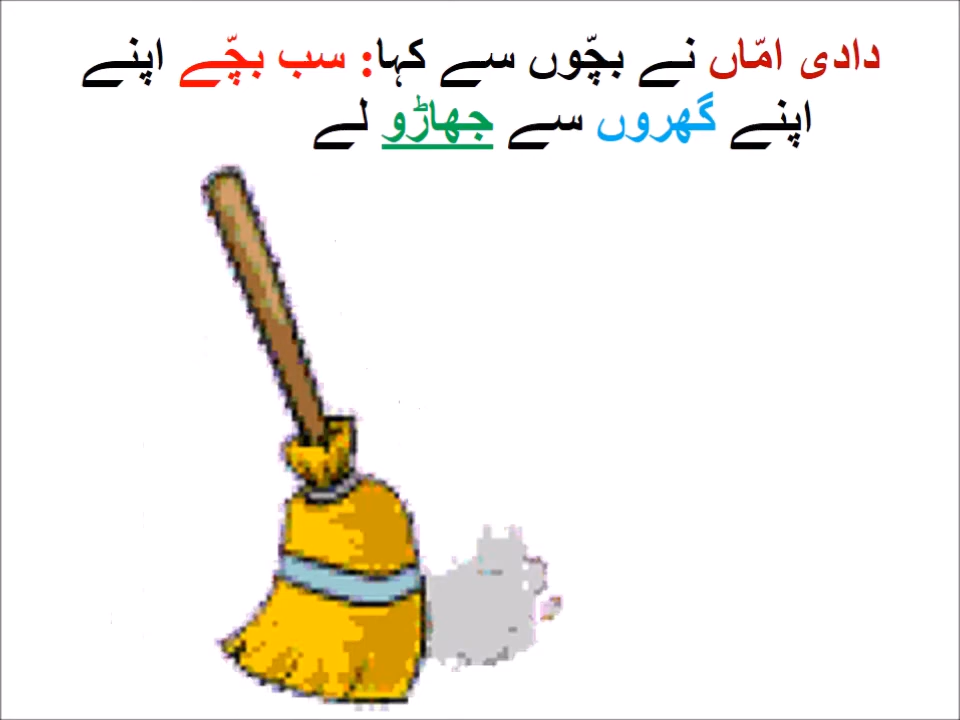 دادی امّاں نے بچّوں سے کہا: سب بچّے اپنے
اپنے گھروں سے جھاڑو لے